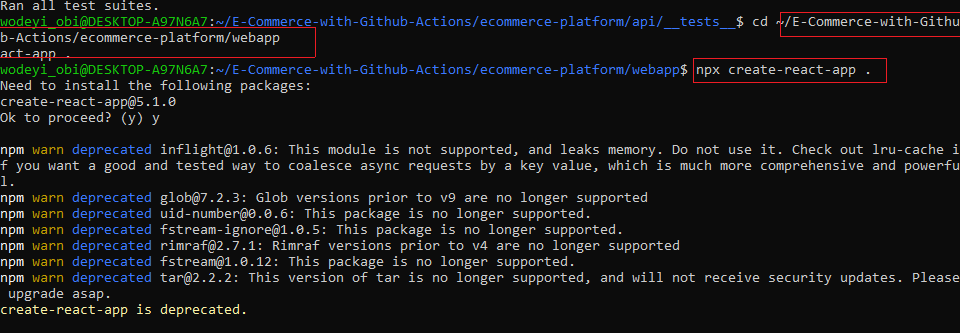 Ran all test suites.
wodeyi_obi@DESKTOP-A97N6A7:~/E-Commerce-with-Github-Actions/ecommerce-platform/api/__tests__$ cd ~/E-Commerce-with-Githu
b-Actions/ecommerce-platform/webapp
act-app .
wodeyi_obi@DESKTOP-A97N6A7:~/E-Commerce-with-Github-Actions/ecommerce-platform/webapp$ npx create-react-app .
Need to install the following packages:
create-react-app@5.1.0
Ok to proceed? (y) y
npm warn deprecated inflight@1.0.6: This module is not supported, and leaks memory. Do not use it. Check out lru-cache i
f you want a good and tested way to coalesce async requests by a key value, which is much more comprehensive and powerfu
l.
npm warn deprecated glob@7.2.3: Glob versions prior to v9 are no longer supported
npm warn deprecated uid-number@0.0.6: This package is no longer supported.
npm warn deprecated fstream-ignore@1.0.5: This package is no longer supported.
npm warn deprecated rimraf@2.7.1: Rimraf versions prior to v4 are no longer supported
npm warn deprecated fstream@1.0.12: This package is no longer supported.
npm warn deprecated tar@2.2.2: This version of tar is no longer supported, and will not receive security updates. Please
 upgrade asap.
create-react-app is deprecated.